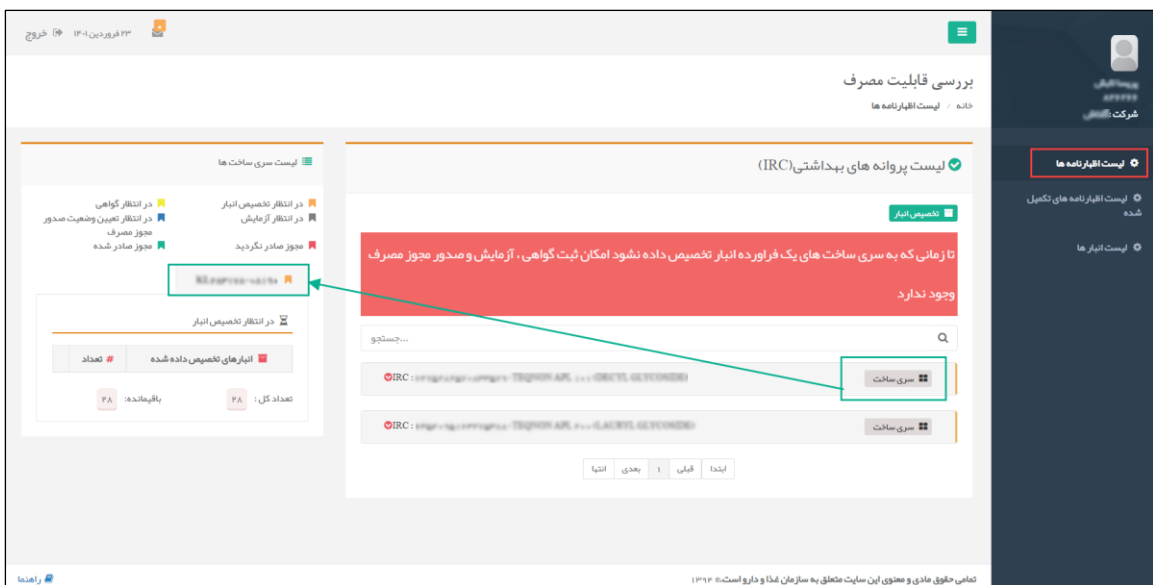 ۲۳ فروردین ۱۴۰۱
خروج
شرکت :
لیست اظهارنامه ها
لیست اظهارنامه های تکمیل
شده
لیست انبار ها
بررسی قابلیت مصرف
خانه / لیست اظهارنامه ها
لیست پروانه های بهداشتی(IRC)
تخصیص انبار
تا زمانی که به سری ساخت های یک فراورده انبار تخصیص داده نشود امکان ثبت گواهی ، آزمایش و صدور مجوز مصرف
وجود ندارد
جستجو...
سری ساخت
IRC :
سری ساخت
IRC :
ابتدا قبلی ۱ بعدی انتها
لیست سری ساخت ها
در انتظار تخصیص انبار
در انتظار گواهی
در انتظار آزمایش
در انتظار تعیین وضعیت صدور
مجوز مصرف
مجوز صادر نگردید
مجوز صادر شده
در انتظار تخصیص انبار
انبارهای تخصیص داده شده # تعداد
تعداد کل : ۲۸ باقیمانده: ۲۸
تمامی حقوق مادی و معنوی این سایت متعلق به سازمان غذا و دارو است.© ۱۳۹۴
راهنما